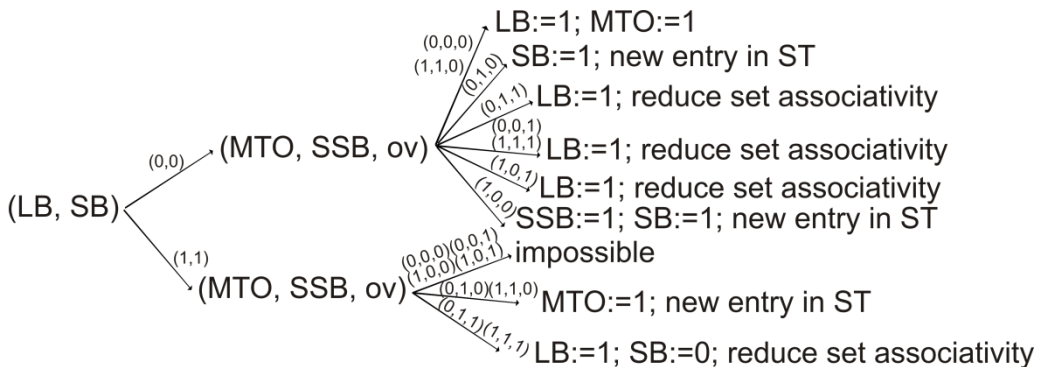 LB:=1; MTO:=1
(0,0,0)
(1,1,0)
SB:=1; new entry in ST
(0,1,0)
LB:=1; reduce set associativity
(0,1,1)
(0,0,1)
(1,1,1)
LB:=1; reduce set associativity
(MTO, SSB, ov)
(0,0)
(1,0,1)
LB:=1; reduce set associativity
(1,0,0)
SSB:=1; SB:=1; new entry in ST
(LB, SB)
(0,0,0)(0,0,1)
(1,0,0)(1,0,1)
impossible
(1,1)
(MTO, SSB, ov)
(0,1,0)(1,1,0)
MTO:=1; new entry in ST
(0,1,1)(1,1,1)
LB:=1; SB:=0; reduce set associativity